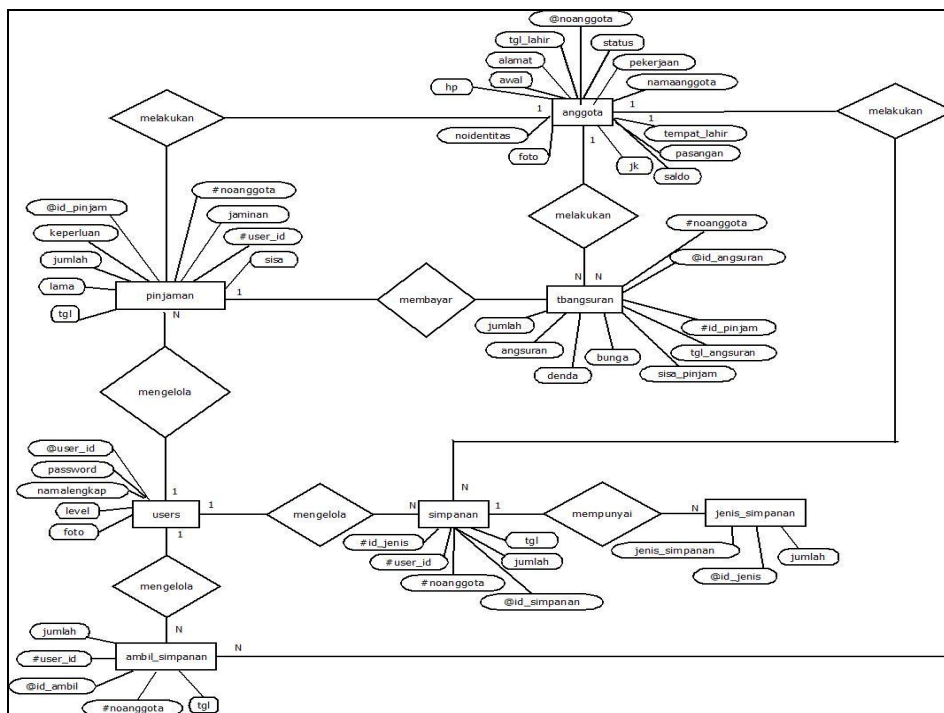 @noanggota
tgl_lahir
status
alamat
pekerjaan
awal
namaanggota
hp
1
anggota
1
1
melakukan
melakukan
noidentitas
tempat_lahir
foto
1
pasangan
jk
saldo
#noanggota
@id_pinjam
jaminan
melakukan
#noanggota
keperluan
#user_id
@id_angsuran
jumlah
sisa
lama
N
N
pinjaman
1
membayar
tbangsuran
tgl
N
jumlah
#id_pinjam
angsuran
bunga
tgl_angsuran
denda
sisa_pinjam
mengelola
@user_id
password
namalengkap
1
N
level
users
1
mengelola
N
simpanan
1
mempunyai
N
jenis_simpanan
foto
1
#id_jenis
tgl
jenis_simpanan
jumlah
#user_id
jumlah
#noanggota
@id_jenis
mengelola
@id_simpanan
jumlah
N
N
#user_id
ambil_simpanan
@id_ambil
#noanggota
tgl